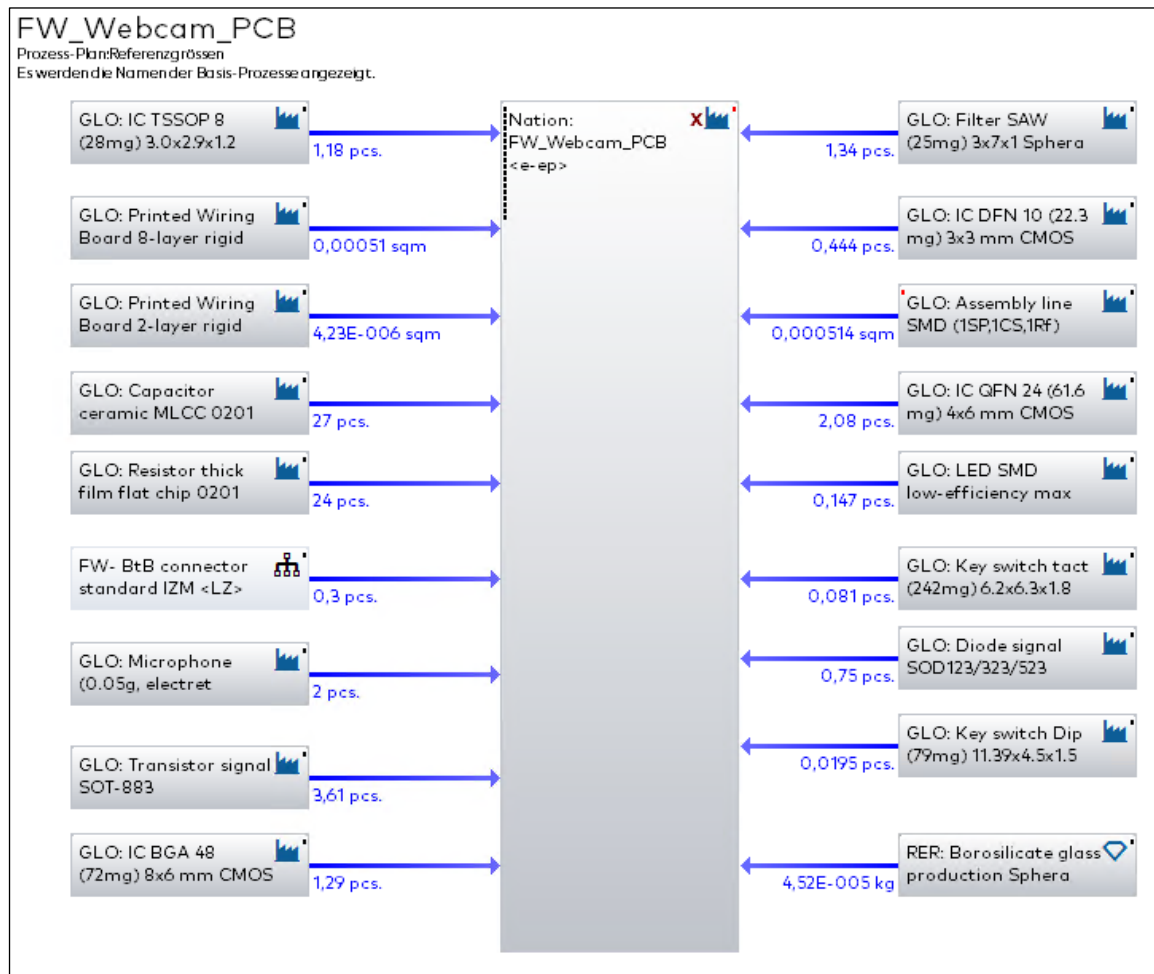 FW_Webcam_PCB
Prozess-Plan:Referenzgrössen
Es werden die Namen der Basis-Prozesse angezeigt.
GLO: IC TSSOP 8
(28mg) 3.0x2.9x1.2
1,18 pcs.
GLO: Printed Wiring
Board 8-layer rigid
0,00051 sqm
GLO: Printed Wiring
Board 2-layer rigid
4,23E-006 sqm
GLO: Capacitor
ceramic MLCC 0201
27 pcs.
GLO: Resistor thick
film flat chip 0201
24 pcs.
FW- BtB connector
standard IZM <LZ>
0,3 pcs.
GLO: Microphone
(0.05g, electret
2 pcs.
GLO: Transistor signal
SOT-883
3,61 pcs.
GLO: IC BGA 48
(72mg) 8x6 mm CMOS
1,29 pcs.
Nation:
X
FW_Webcam_PCB
<e-ep>
GLO: Filter SAW
(25mg) 3x7x1 Sphera
1,34 pcs.
GLO: IC DFN 10 (22.3
mg) 3x3 mm CMOS
0,444 pcs.
GLO: Assembly line
SMD (1SP,1CS,1Rf)
0,000514 sqm
GLO: IC QFN 24 (61.6
mg) 4x6 mm CMOS
2,08 pcs.
GLO: LED SMD
low-efficiency max
0,147 pcs.
GLO: Key switch tact
(242mg) 6.2x6.3x1.8
0,081 pcs.
GLO: Diode signal
SOD123/323/523
0,75 pcs.
GLO: Key switch Dip
(79mg) 11.39x4.5x1.5
0,0195 pcs.
RER: Borosilicate glass
production Sphera
4,52E-005 kg